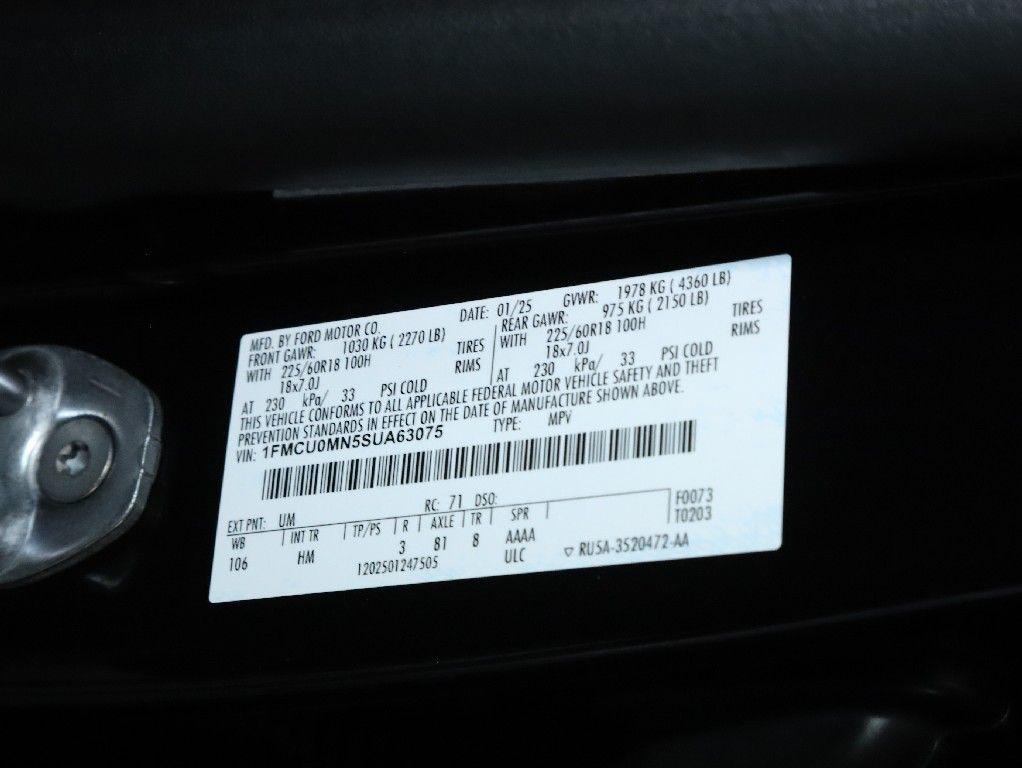 MFD. BY FORD MOTOR CO. DATE: 01/25 GVWR: 1978 KG ( 4360 LB)
FRONT GAWR: 1030 KG ( 2270 LB) REAR GAWR: 975 KG ( 2150 LB)
WITH 225/60R18 100H TIRES WITH 225/60R18 100H TIRES
18x7.0J RIMS 18x7.0J RIMS
AT 230 kPa/ 33 PSI COLD AT 230 kPa/ 33 PSI COLD
THIS VEHICLE CONFORMS TO ALL APPLICABLE FEDERAL MOTOR VEHICLE SAFETY AND THEFT
PREVENTION STANDARDS IN EFFECT ON THE DATE OF MANUFACTURE SHOWN ABOVE.
VIN: 1FMCU0MN5SUA63075 TYPE: MPV
EXT PNT: UM RC: 71 DSO: F0073
WB INT TR TP/PS R AXLE TR SPR T0203
106 HM 3 81 8 AAAA
1202501247505 ULC ▽ RU5A-3520472-AA